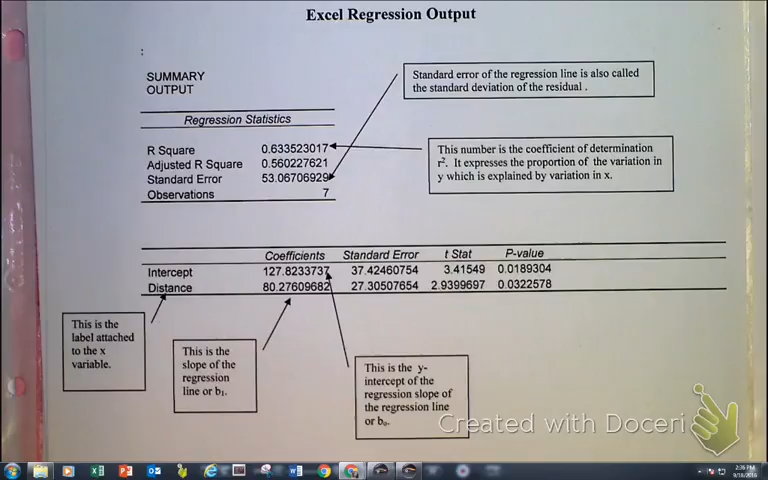 Excel Regression Output
:
SUMMARY
OUTPUT
Standard error of the regression line is also called
the standard deviation of the residual .
Regression Statistics
R Square 0.633523017
Adjusted R Square 0.560227621
Standard Error 53.06706929
Observations 7
This number is the coefficient of determination
r². It expresses the proportion of the variation in
y which is explained by variation in x.
Coefficients Standard Error t Stat P-value
Intercept 127.8233737 37.42460754 3.41549 0.0189304
Distance 80.27609682 27.30507654 2.9399697 0.0322578
This is the
label attached
to the x
variable.
This is the
slope of the
regression
line or b₁.
This is the y-
intercept of the
regression slope of
the regression line
or b₀.
Created with Doceri
2:36 PM
9/18/2016